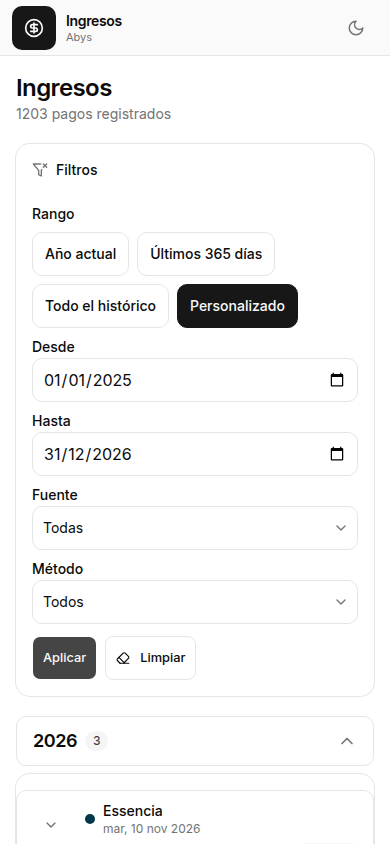 Ingresos
Abys
Ingresos
1203 pagos registrados
Filtros
Rango
Año actual
Últimos 365 días
Todo el histórico
Personalizado
Desde
01/01/2025
Hasta
31/12/2026
Fuente
Todas
Método
Todos
Aplicar
Limpiar
2026 3
Essencia
mar, 10 nov 2026